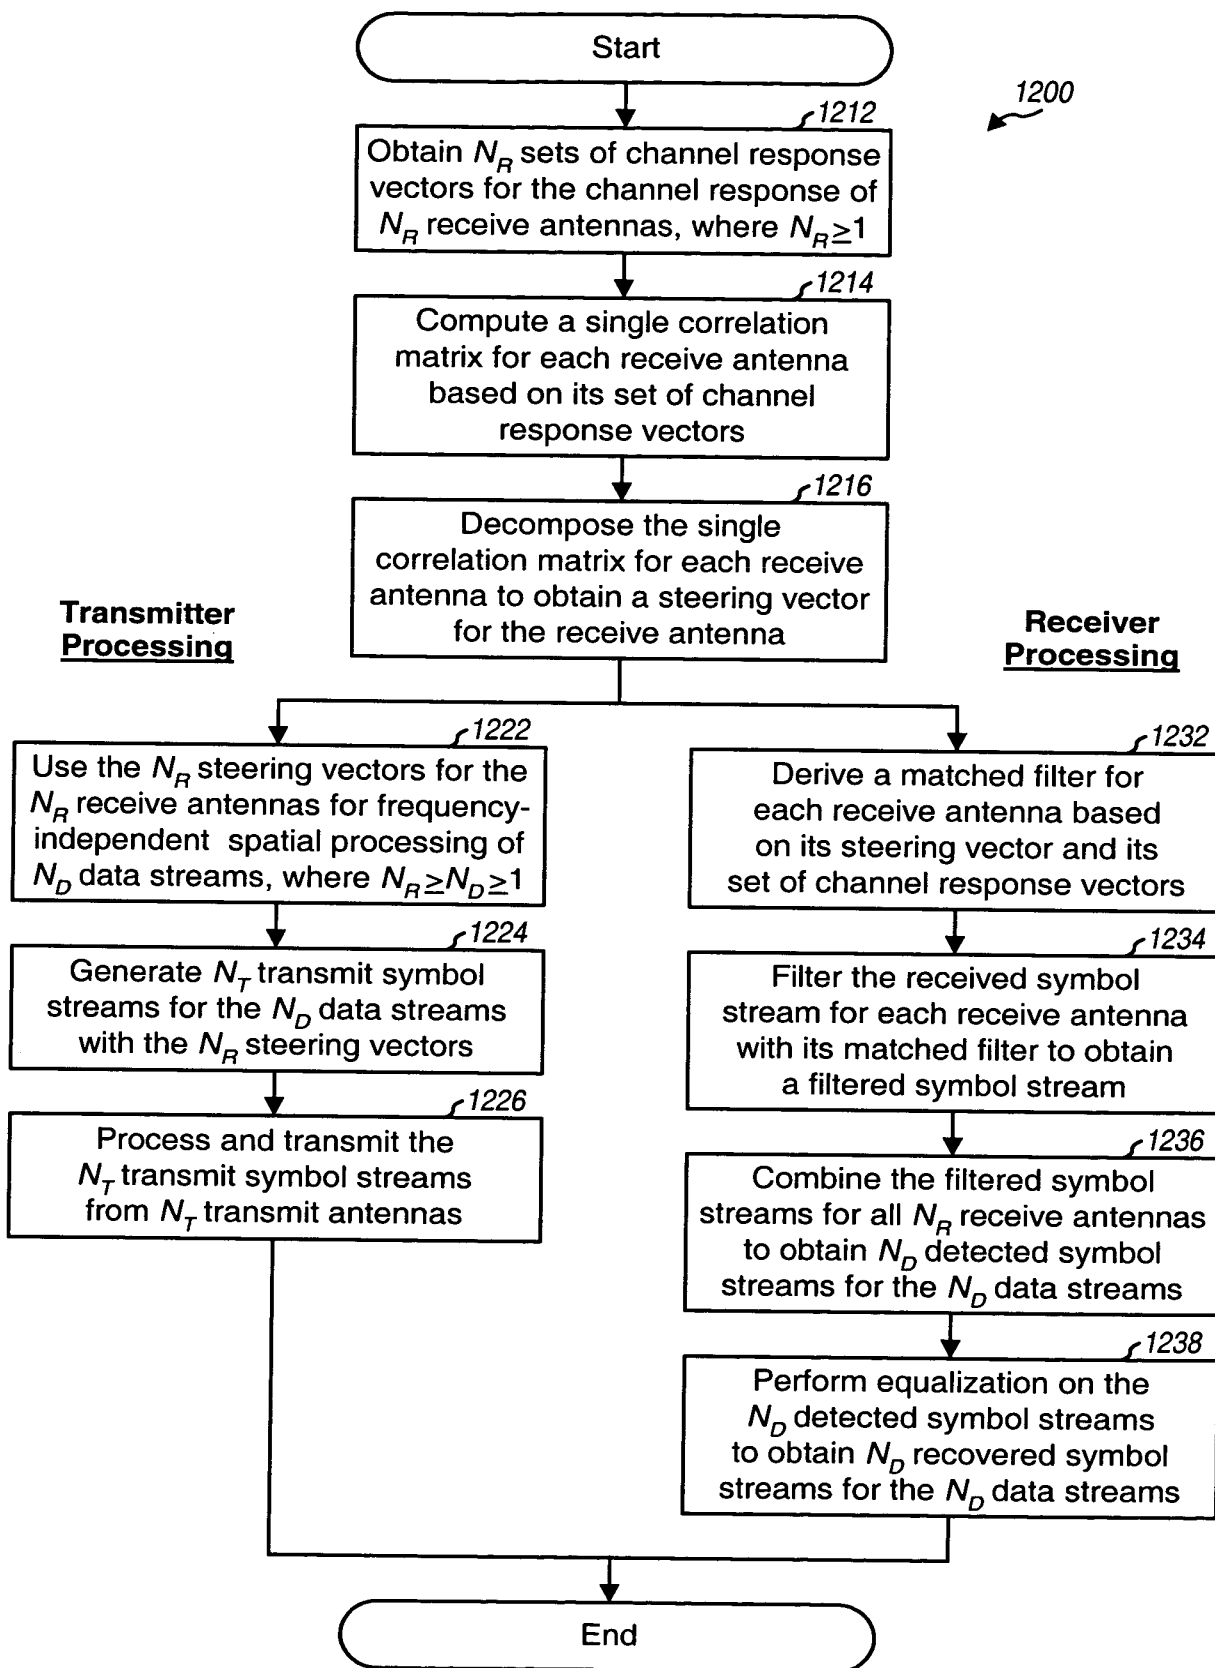 Start
1200
1212
Obtain N_R sets of channel response
vectors for the channel response of
N_R receive antennas, where N_R≥1
1214
Compute a single correlation
matrix for each receive antenna
based on its set of channel
response vectors
1216
Decompose the single
correlation matrix for each receive
antenna to obtain a steering vector
for the receive antenna
Transmitter
Processing
1222
Use the N_R steering vectors for the
N_R receive antennas for frequency-
independent spatial processing of
N_D data streams, where N_R≥N_D≥1
1224
Generate N_T transmit symbol
streams for the N_D data streams
with the N_R steering vectors
1226
Process and transmit the
N_T transmit symbol streams
from N_T transmit antennas
Receiver
Processing
1232
Derive a matched filter for
each receive antenna based
on its steering vector and its
set of channel response vectors
1234
Filter the received symbol
stream for each receive antenna
with its matched filter to obtain
a filtered symbol stream
1236
Combine the filtered symbol
streams for all N_R receive antennas
to obtain N_D detected symbol
streams for the N_D data streams
1238
Perform equalization on the
N_D detected symbol streams
to obtain N_D recovered symbol
streams for the N_D data streams
End